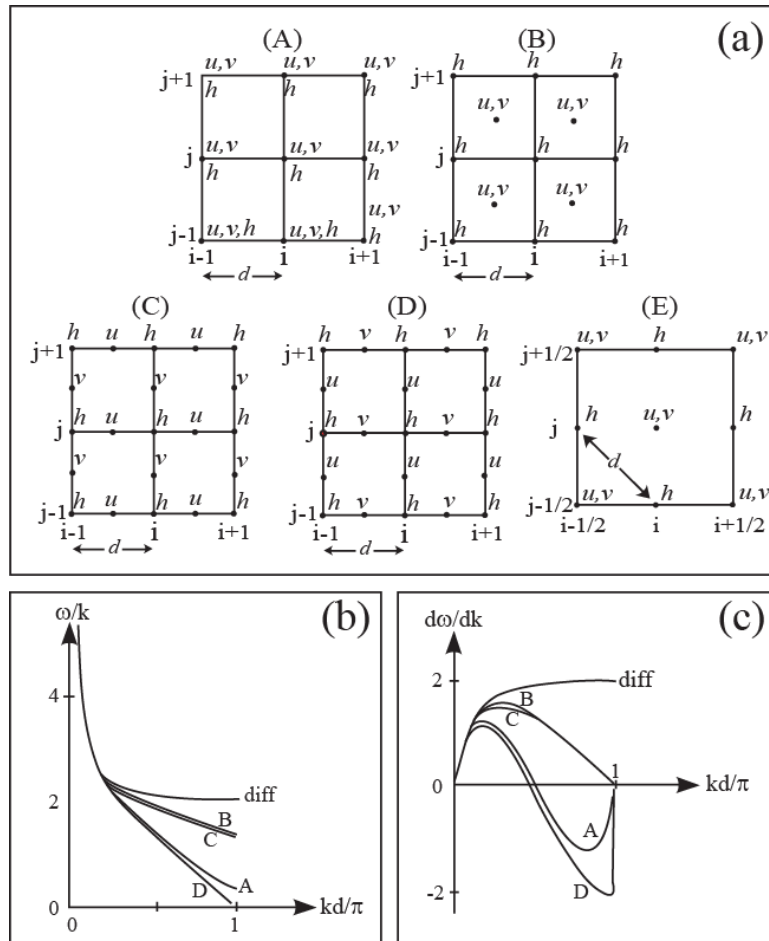 (A) (B) (a)
u,v u,v u,v h h h
j+1 h h h j+1
u,v u,v
u,v u,v u,v
j h h h j h h h
u,v u,v u,v
j-1 u,v,h u,v,h h j-1 h h h
i-1 i i+1 i-1 i i+1
d d
(C) (D) (E)
h u h u h h v h v h u,v h u,v
j+1 j+1 j+1/2
v v v u u u
h u h u h h v h v h h u,v h
j j j
v v v u u u d
h u h u h h v h v h u,v h u,v
j-1 j-1 j-1/2
i-1 i i+1 i-1 i i+1 i-1/2 i i+1/2
d d
ω/k (b)
4
diff
2
B
C
D A
0
0 1 kd/π
dω/dk (c)
2 diff
B
C
1
0 kd/π
A
-2 D